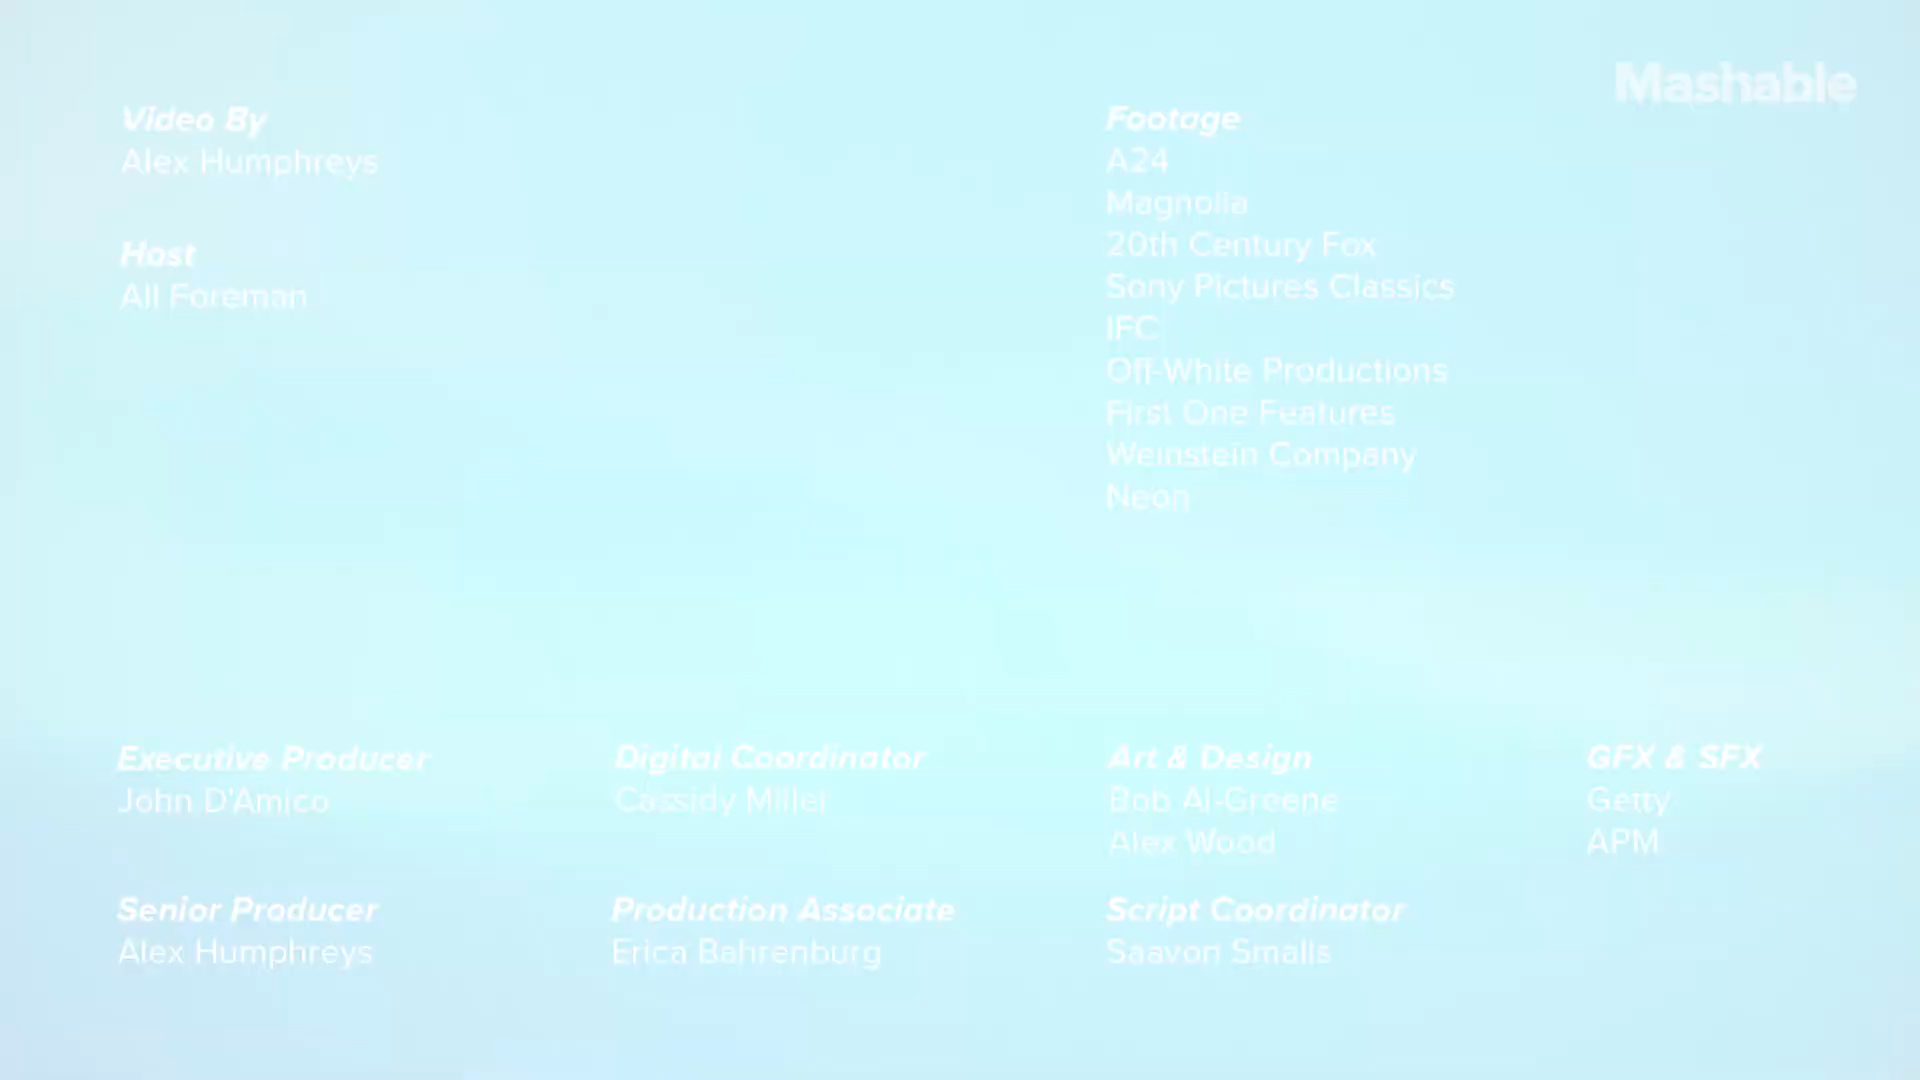 Mashable
Video By
Alex Humphreys
Host
Ali Foreman
Footage
A24
Magnolia
20th Century Fox
Sony Pictures Classics
IFC
Off-White Productions
First One Features
Weinstein Company
Neon
Executive Producer
John D'Amico
Senior Producer
Alex Humphreys
Digital Coordinator
Cassidy Miller
Production Associate
Erica Bahrenburg
Art & Design
Bob Al-Greene
Alex Wood
Script Coordinator
Saavon Smalls
GFX & SFX
Getty
APM